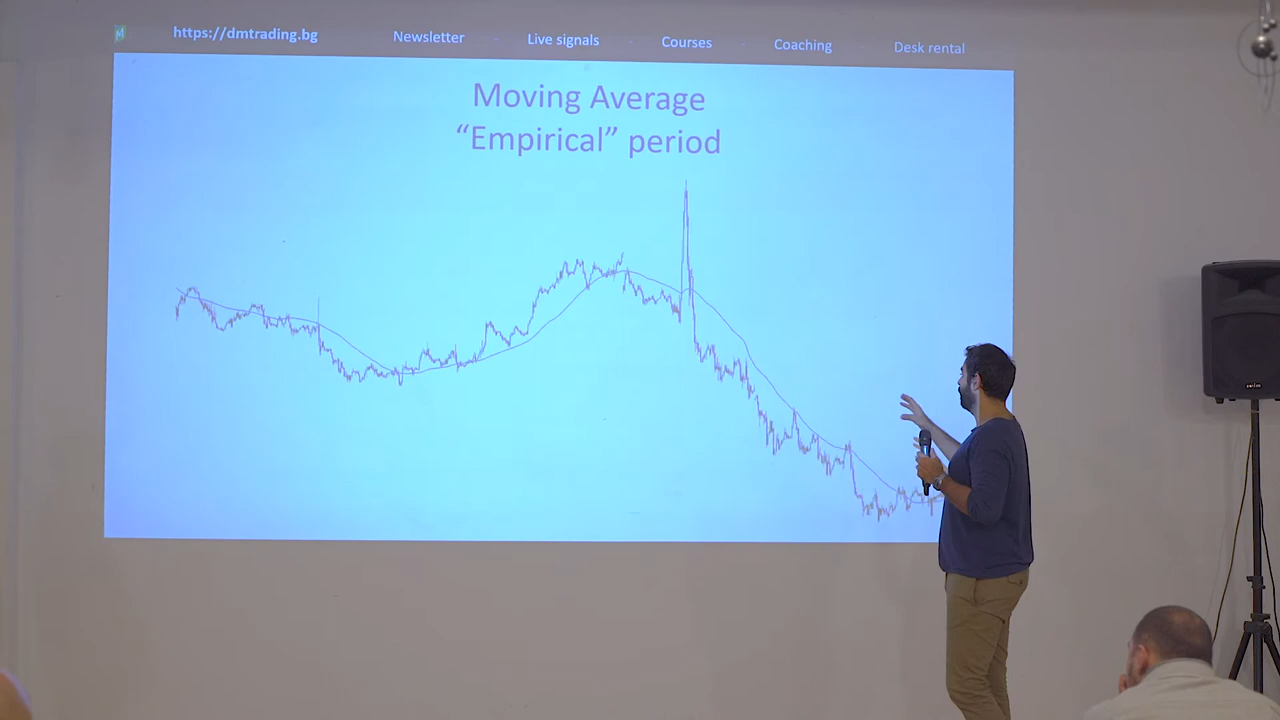 https://dmtrading.bg Newsletter - Live signals - Courses - Coaching - Desk rental
Moving Average
“Empirical” period